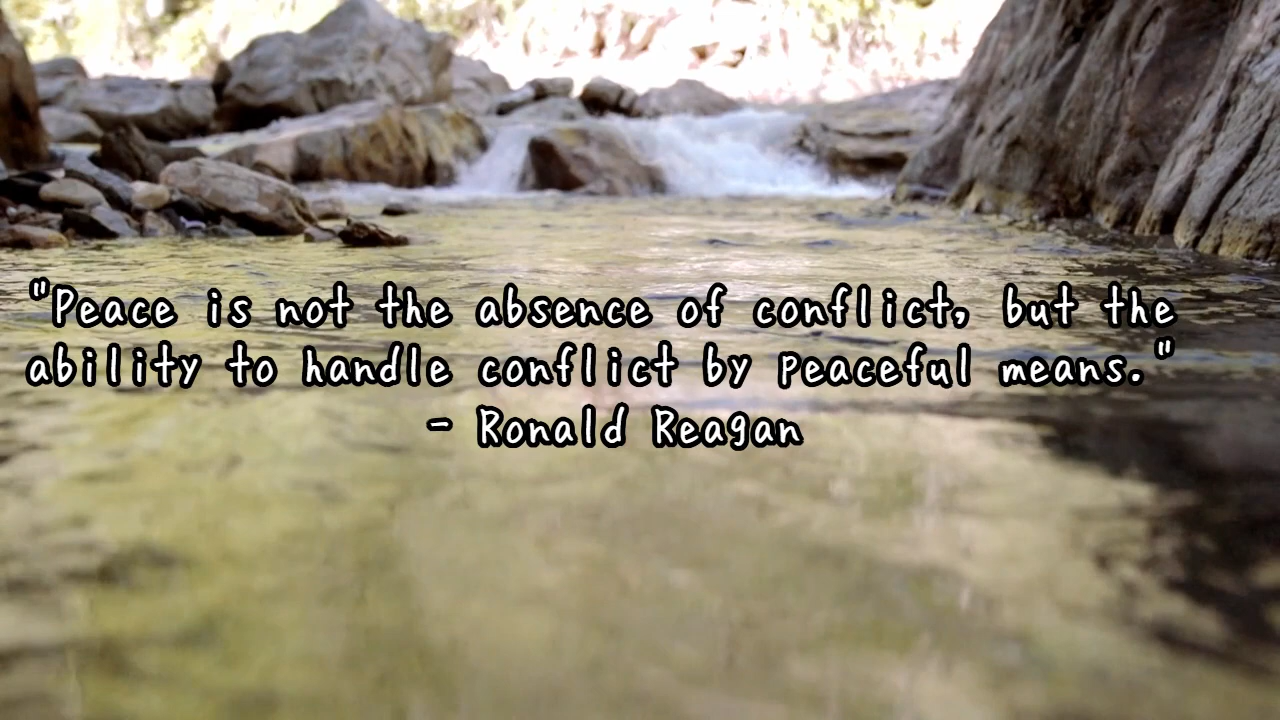 "Peace is not the absence of conflict, but the
ability to handle conflict by peaceful means."
- Ronald Reagan